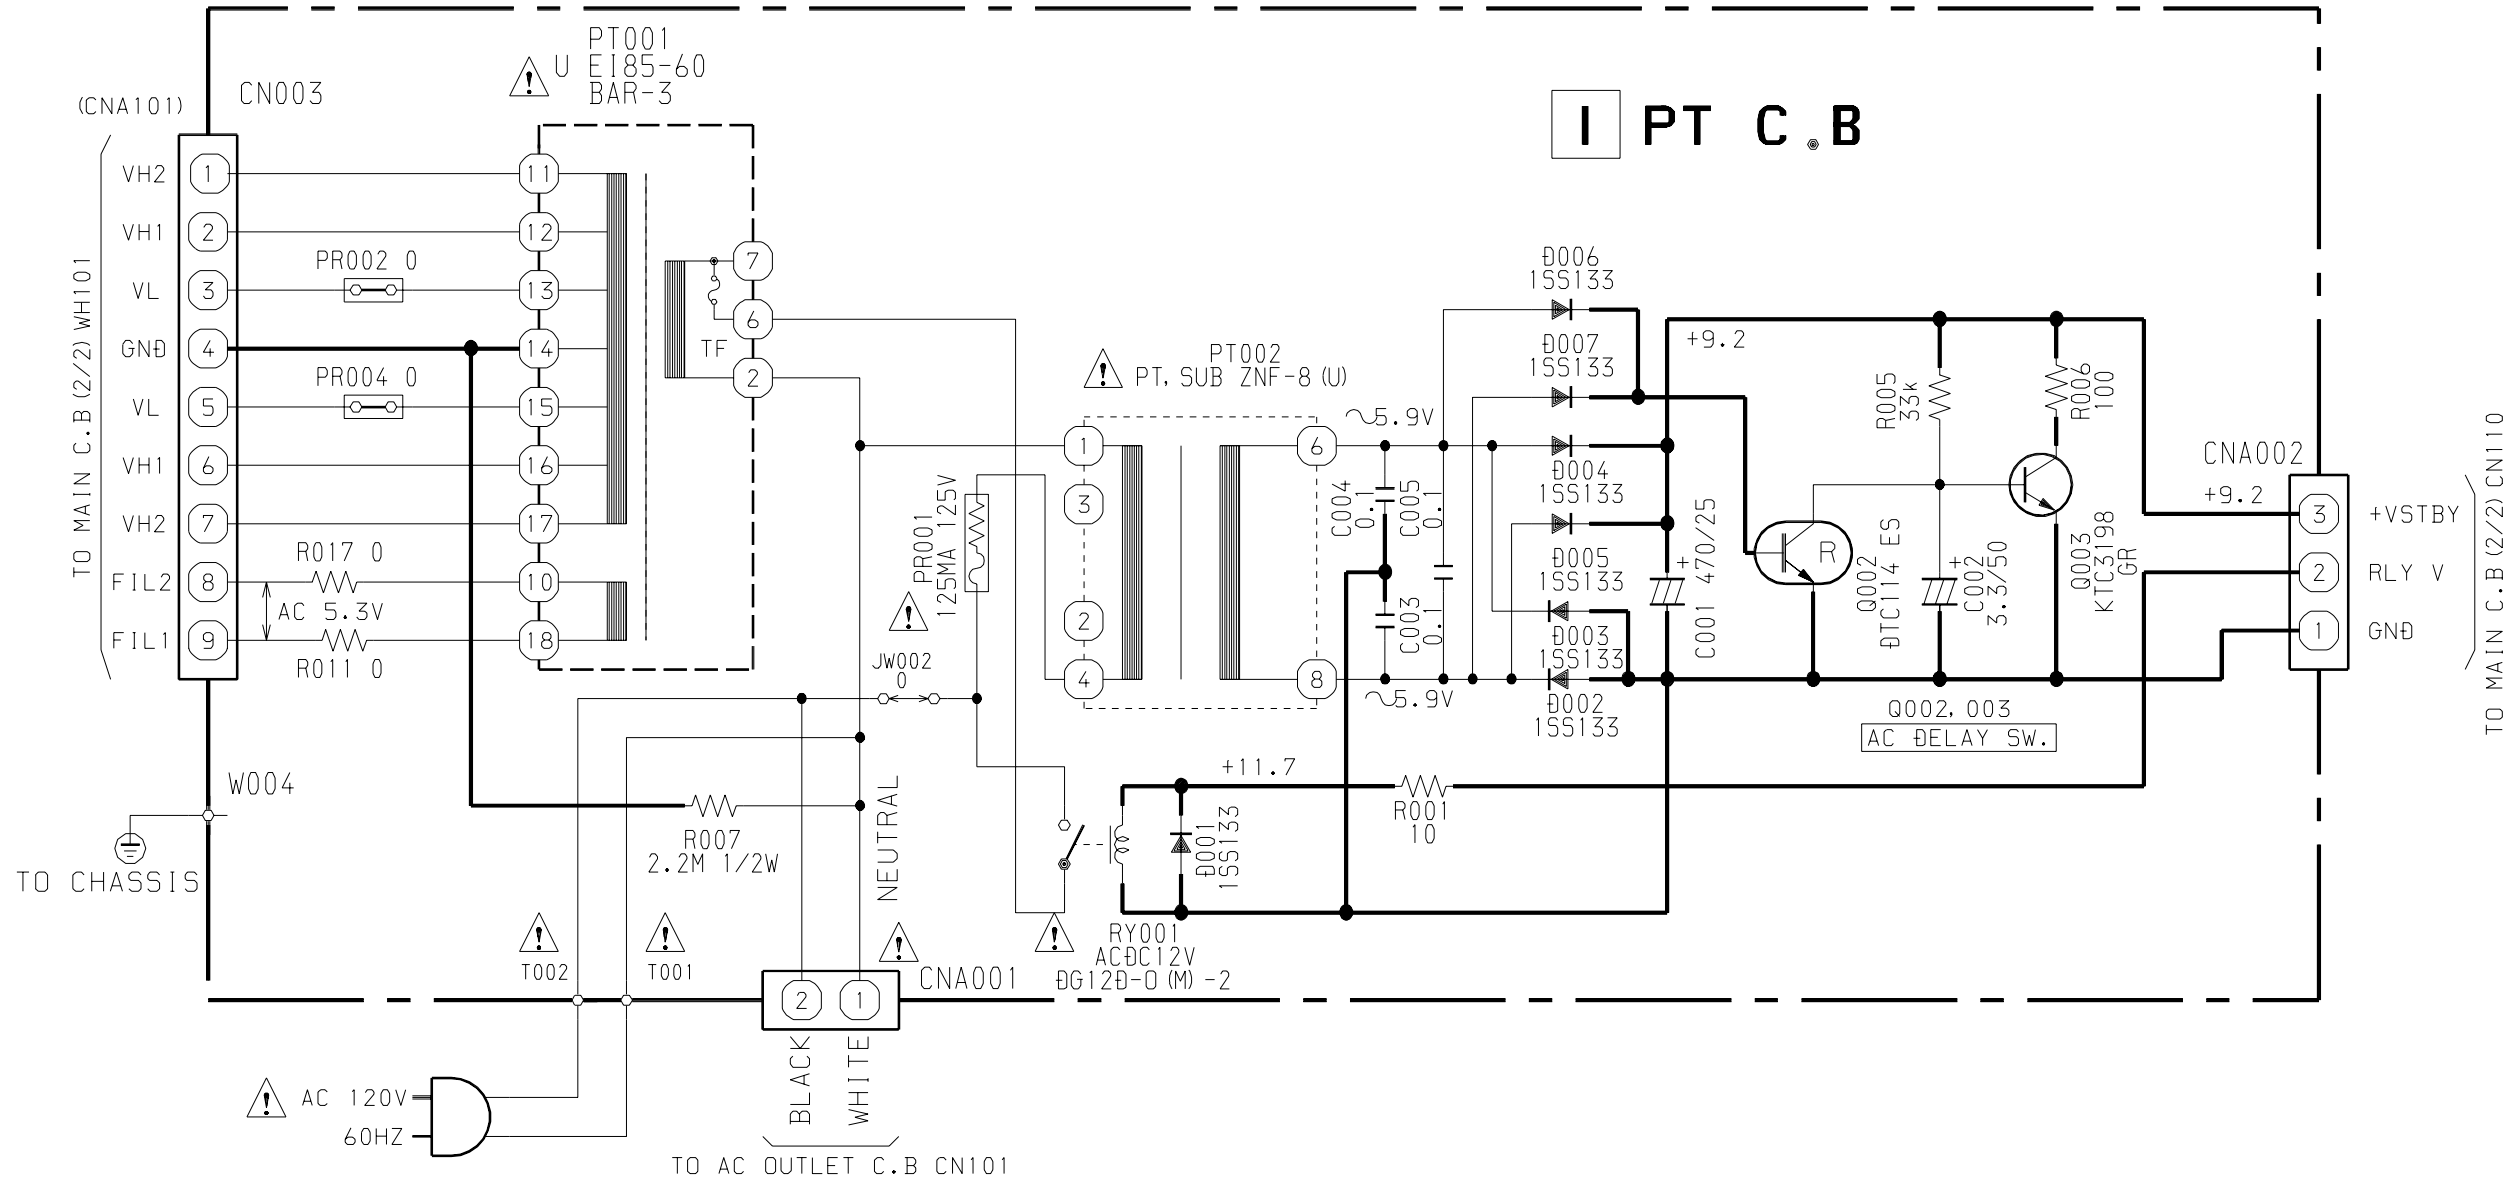 I PT C.B
PT001
U EI85-60
BAR-3
CN003
(CNA101)
TO MAIN C.B (2/2) WH101
VH2 1 11
VH1 2 12
PR002 0
VL 3 13
GND 4 14
PR004 0
VL 5 15
VH1 6 16
VH2 7 17
R017 0
FIL2 8 10
AC 5.3V
FIL1 9 18
R011 0
7
6
TF
2
W004
TO CHASSIS
R007
2.2M 1/2W
NEUTRAL
JW002
0
PR001
125MA 125V
PT002
PT, SUB ZNF-8 (U)
1
3
2
4
6
8
~5.9V
~5.9V
C004
0.1
C005
0.1
C003
0.1
D006
1SS133
D007
1SS133
D004
1SS133
D005
1SS133
D003
1SS133
D002
1SS133
+9.2
+
C001 470/25
R
Q002
DTC114 ES
R005
33k
+
C002
3.3/50
R006
100
Q003
KTC3198
GR
Q002,003
AC DELAY SW.
CNA002
+9.2
3 +VSTBY
2 RLY V
1 GND
TO MAIN C.B (2/2) CN110
+11.7
R001
10
D001
1SS133
RY001
ACDC12V
DG12D-O (M) -2
T002
T001
CNA001
2 1
BLACK
WHITE
AC 120V
60HZ
TO AC OUTLET C.B CN101